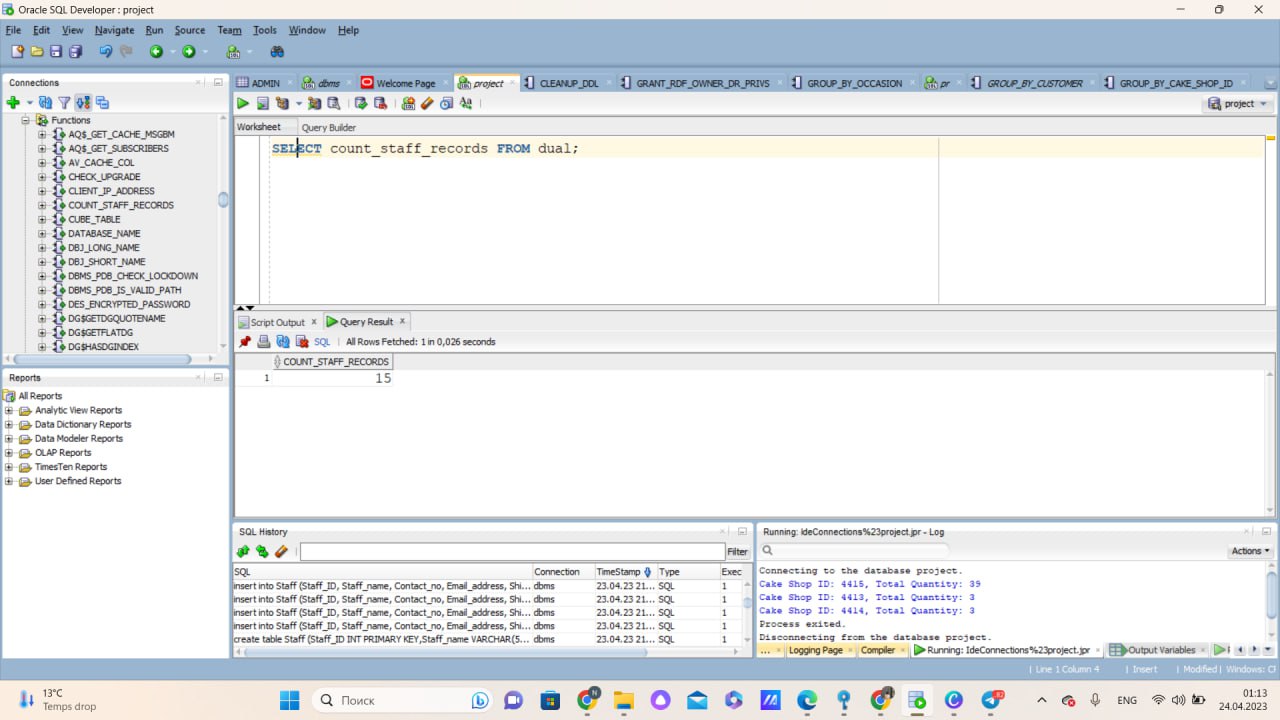 Oracle SQL Developer : project
File Edit View Navigate Run Source Team Tools Window Help
Connections
ADMIN dbms Welcome Page project CLEANUP_DDL GRANT_RDF_OWNER_DR_PRIVS GROUP_BY_OCCASION pr GROUP_BY_CUSTOMER GROUP_BY_CAKE_SHOP_ID
project
Functions
AQ$_GET_CACHE_MSGBM
AQ$_GET_SUBSCRIBERS
AV_CACHE_COL
CHECK_UPGRADE
CLIENT_IP_ADDRESS
COUNT_STAFF_RECORDS
CUBE_TABLE
DATABASE_NAME
DBJ_LONG_NAME
DBJ_SHORT_NAME
DBMS_PDB_CHECK_LOCKDOWN
DBMS_PDB_IS_VALID_PATH
DES_ENCRYPTED_PASSWORD
DG$GETDGQUOTENAME
DG$GETFLATDG
DG$HASDGINDEX
Worksheet Query Builder
SELECT count_staff_records FROM dual;
Script Output Query Result
SQL All Rows Fetched: 1 in 0,026 seconds
COUNT_STAFF_RECORDS
1 15
Reports
All Reports
Analytic View Reports
Data Dictionary Reports
Data Modeler Reports
OLAP Reports
TimesTen Reports
User Defined Reports
SQL History
Filter
SQL Connection TimeStamp Type Exec
insert into Staff (Staff_ID, Staff_name, Contact_no, Email_address, Shi... dbms 23.04.23 21... SQL 1
insert into Staff (Staff_ID, Staff_name, Contact_no, Email_address, Shi... dbms 23.04.23 21... SQL 1
insert into Staff (Staff_ID, Staff_name, Contact_no, Email_address, Shi... dbms 23.04.23 21... SQL 1
insert into Staff (Staff_ID, Staff_name, Contact_no, Email_address, Shi... dbms 23.04.23 21... SQL 1
create table Staff (Staff_ID INT PRIMARY KEY,Staff_name VARCHAR(5... dbms 23.04.23 21... SQL 1
Running: IdeConnections%23project.jpr - Log
Actions
Connecting to the database project.
Cake Shop ID: 4415, Total Quantity: 39
Cake Shop ID: 4413, Total Quantity: 3
Cake Shop ID: 4414, Total Quantity: 3
Process exited.
Disconnecting from the database project.
... Logging Page Compiler Running: IdeConnections%23project.jpr Output Variables
Line 1 Column 4 Insert Modified Windows: CF
13°C
Temps drop
Поиск
ENG
01:13
24.04.2023